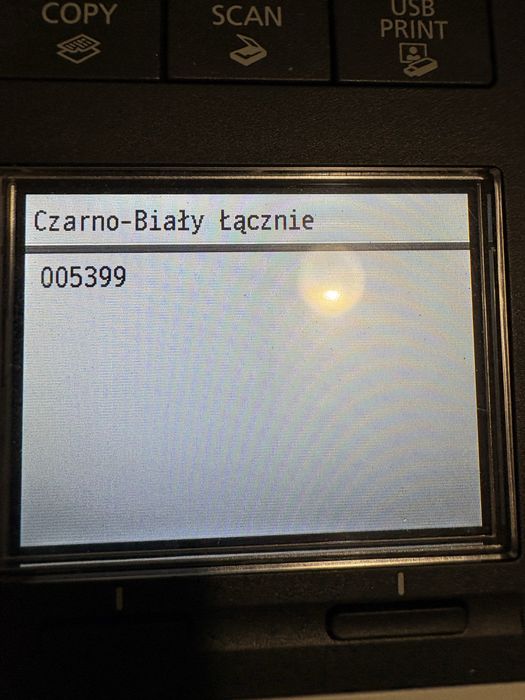 COPY
SCAN
USB
PRINT
Czarno-Biały Łącznie
005399